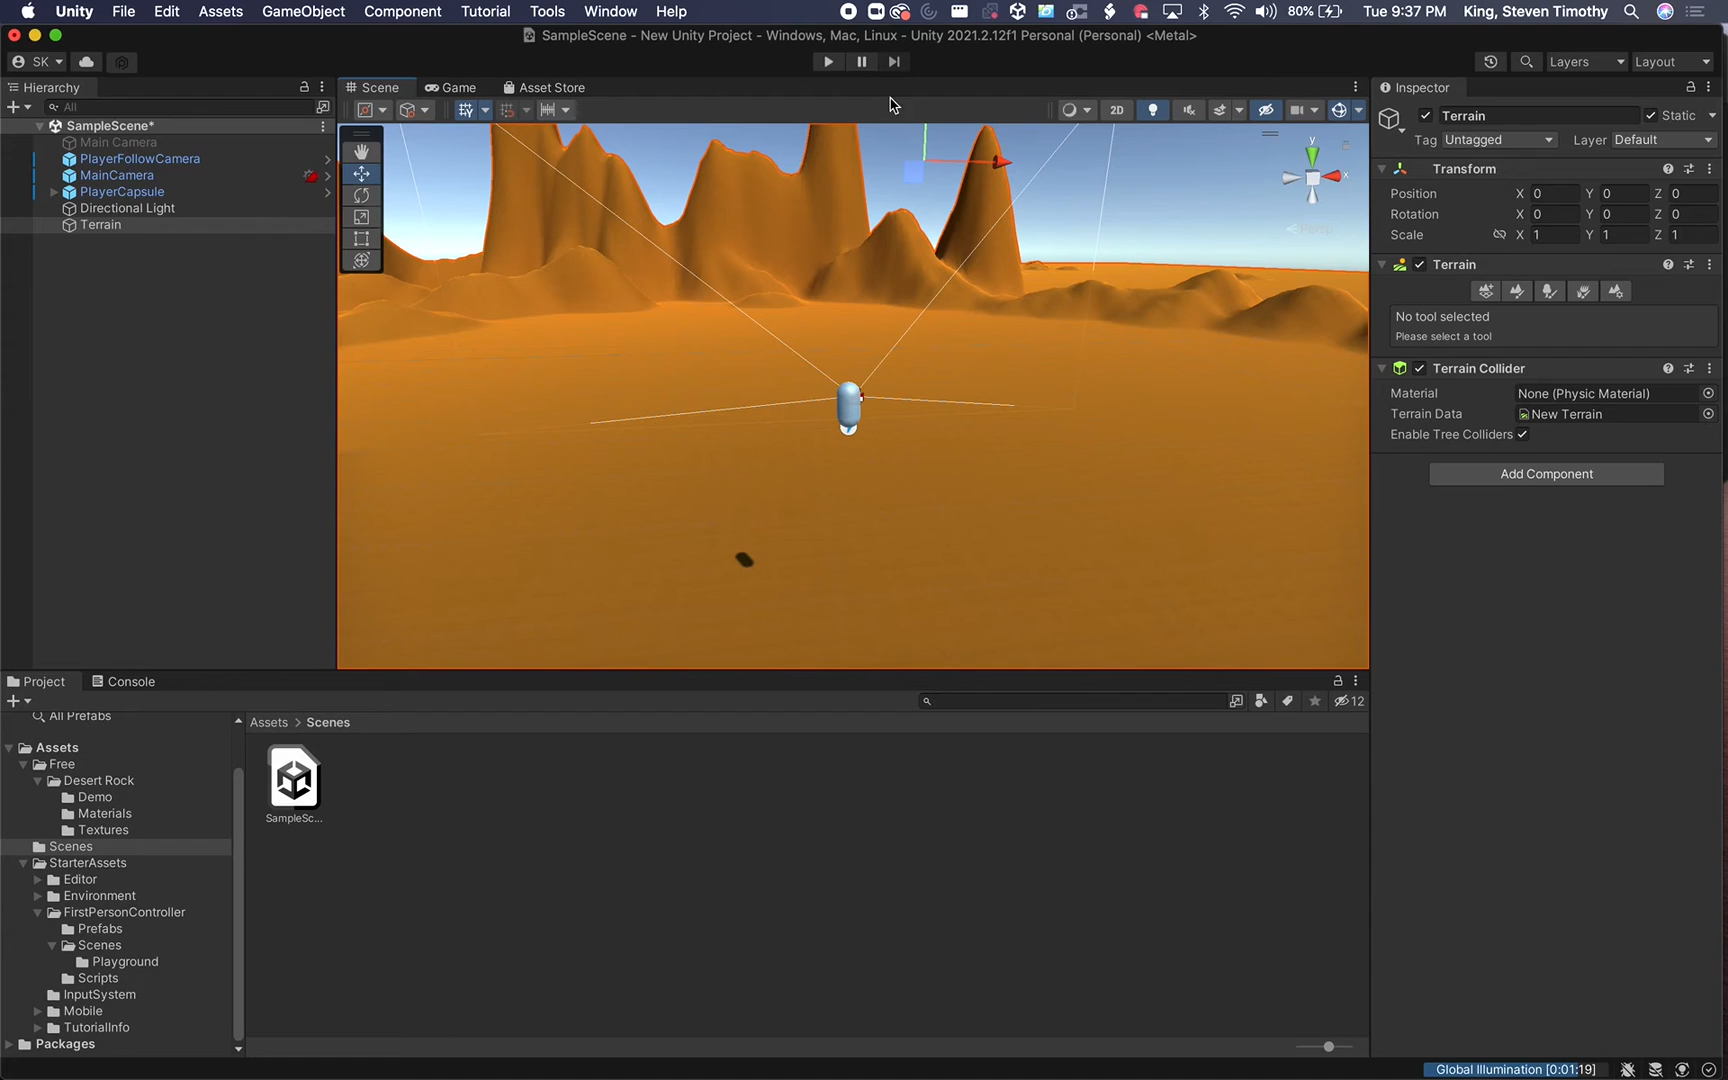 Unity File Edit Assets GameObject Component Tutorial Tools Window Help 80% Tue 9:37 PM King, Steven Timothy
SampleScene - New Unity Project - Windows, Mac, Linux - Unity 2021.2.12f1 Personal (Personal) <Metal>
SK Layers Layout
Hierarchy Scene Game Asset Store Inspector
All 2D
SampleScene* Terrain Static
Main Camera Tag Untagged Layer Default
PlayerFollowCamera
MainCamera Transform
PlayerCapsule Position X 0 Y 0 Z 0
Directional Light Rotation X 0 Y 0 Z 0
Terrain Scale X 1 Y 1 Z 1
y
x
Persp
Terrain
No tool selected
Please select a tool
Terrain Collider
Material None (Physic Material)
Terrain Data New Terrain
Enable Tree Colliders
Add Component
Project Console
12
All Prefabs Assets > Scenes
Assets
Free
Desert Rock
Demo
Materials SampleSc...
Textures
Scenes
StarterAssets
Editor
Environment
FirstPersonController
Prefabs
Scenes
Playground
Scripts
InputSystem
Mobile
TutorialInfo
Packages
Global Illumination [0:01:19]